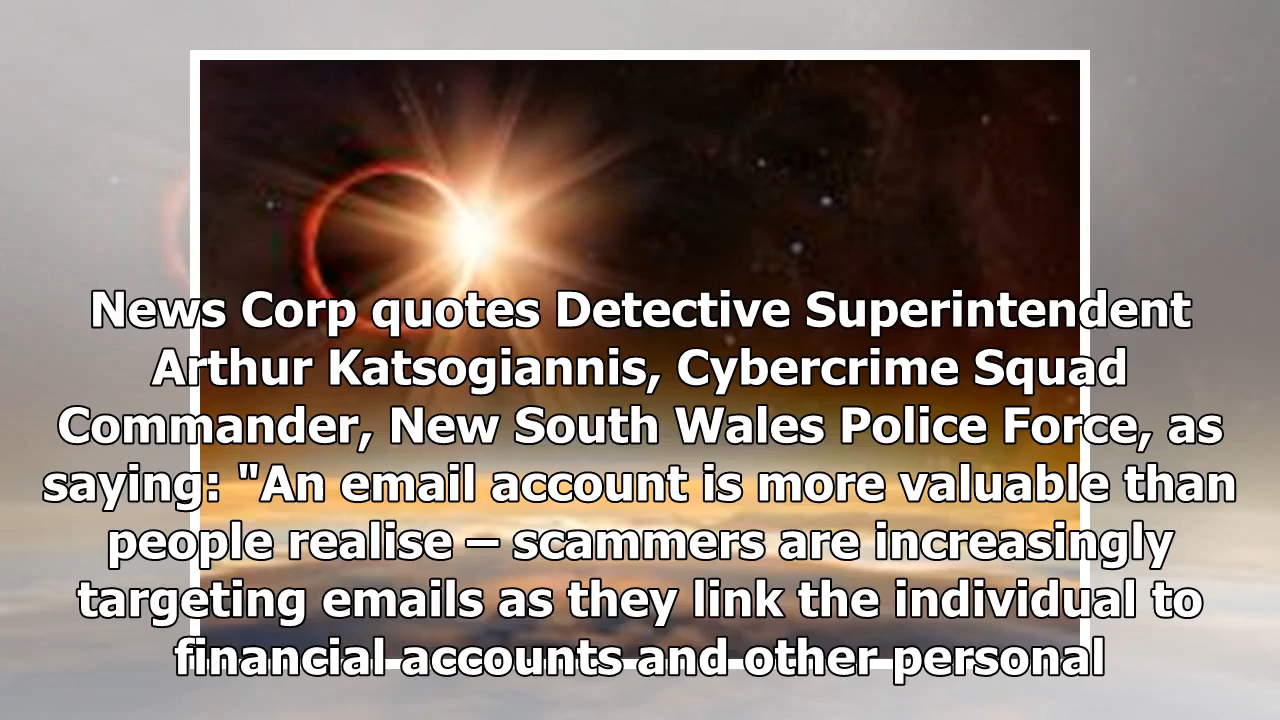 News Corp quotes Detective Superintendent
Arthur Katsogiannis, Cybercrime Squad
Commander, New South Wales Police Force, as
saying: "An email account is more valuable than
people realise – scammers are increasingly
targeting emails as they link the individual to
financial accounts and other personal